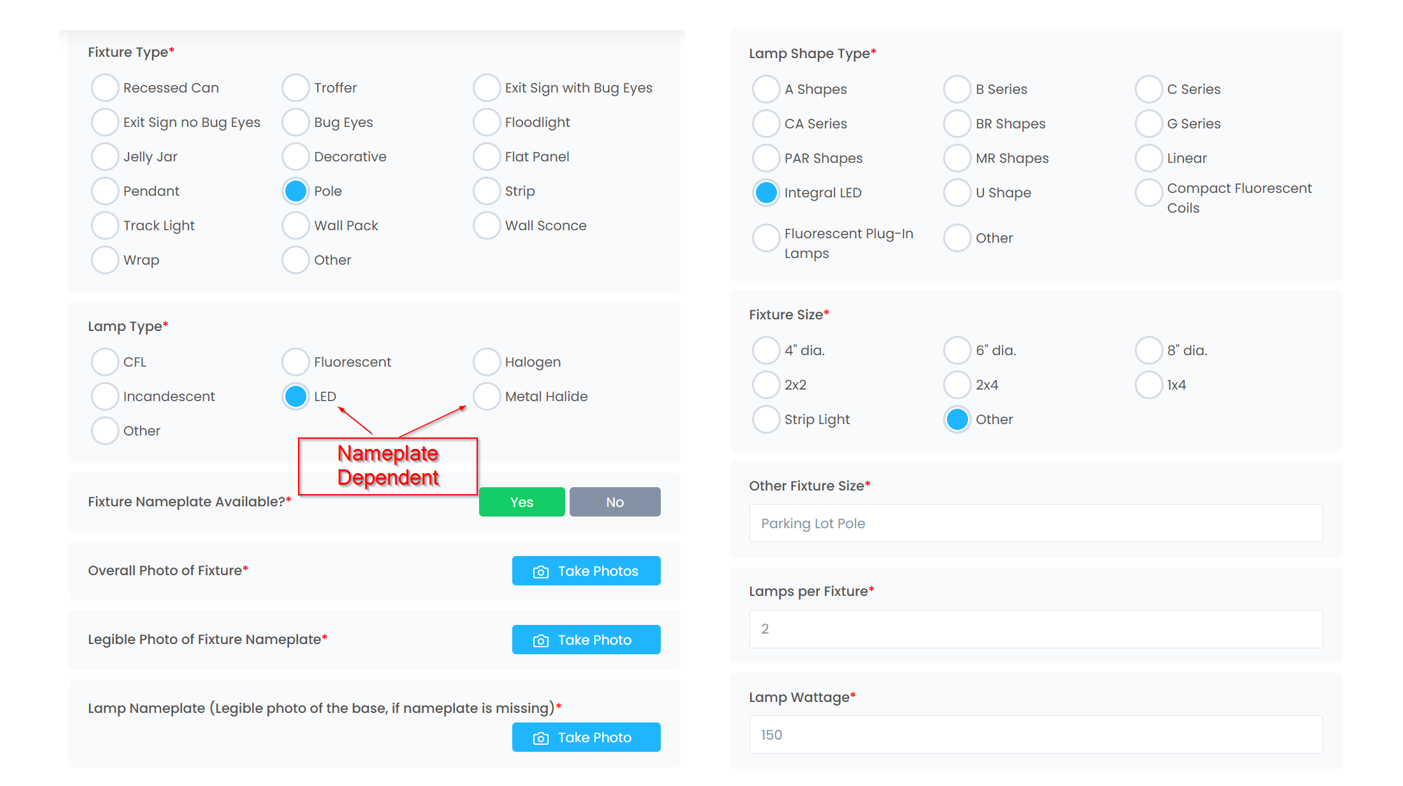 Fixture Type*
Recessed Can
Troffer
Exit Sign with Bug Eyes
Exit Sign no Bug Eyes
Bug Eyes
Floodlight
Jelly Jar
Decorative
Flat Panel
Pendant
Pole
Strip
Track Light
Wall Pack
Wall Sconce
Wrap
Other
Lamp Type*
CFL
Fluorescent
Halogen
Incandescent
LED
Metal Halide
Other
Nameplate
Dependent
Fixture Nameplate Available?*
Yes
No
Overall Photo of Fixture*
Take Photos
Legible Photo of Fixture Nameplate*
Take Photo
Lamp Nameplate (Legible photo of the base, if nameplate is missing)*
Take Photo
Lamp Shape Type*
A Shapes
B Series
C Series
CA Series
BR Shapes
G Series
PAR Shapes
MR Shapes
Linear
Integral LED
U Shape
Compact Fluorescent
Coils
Fluorescent Plug-In
Lamps
Other
Fixture Size*
4" dia.
6" dia.
8" dia.
2x2
2x4
1x4
Strip Light
Other
Other Fixture Size*
Parking Lot Pole
Lamps per Fixture*
2
Lamp Wattage*
150